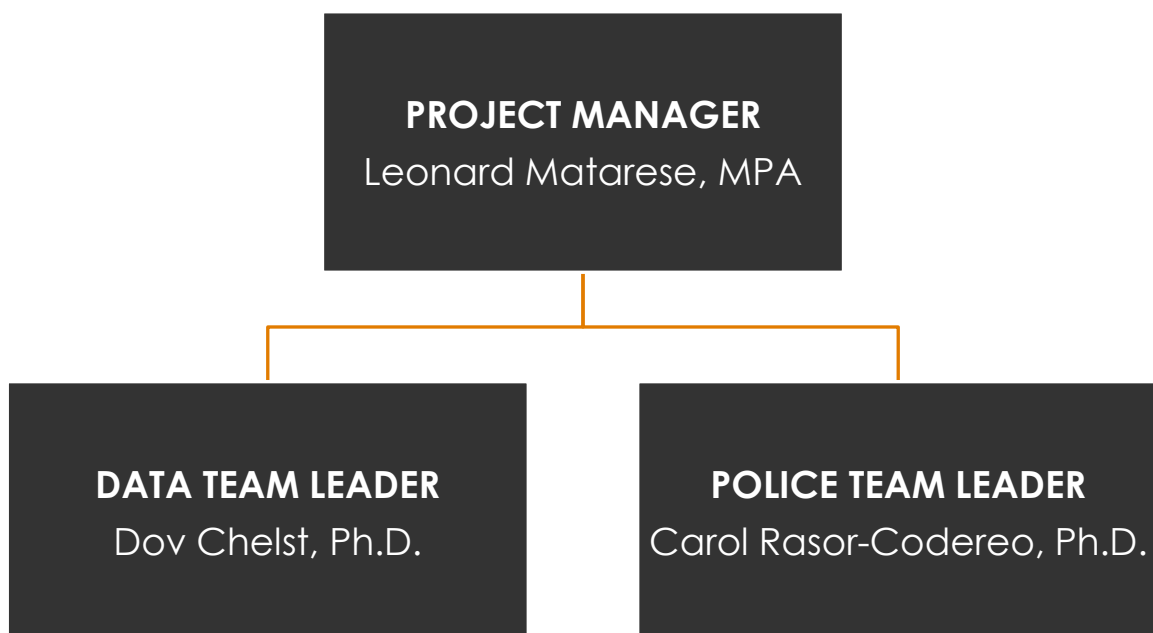 PROJECT MANAGER
Leonard Matarese, MPA
DATA TEAM LEADER
Dov Chelst, Ph.D.
POLICE TEAM LEADER
Carol Rasor-Codereo, Ph.D.